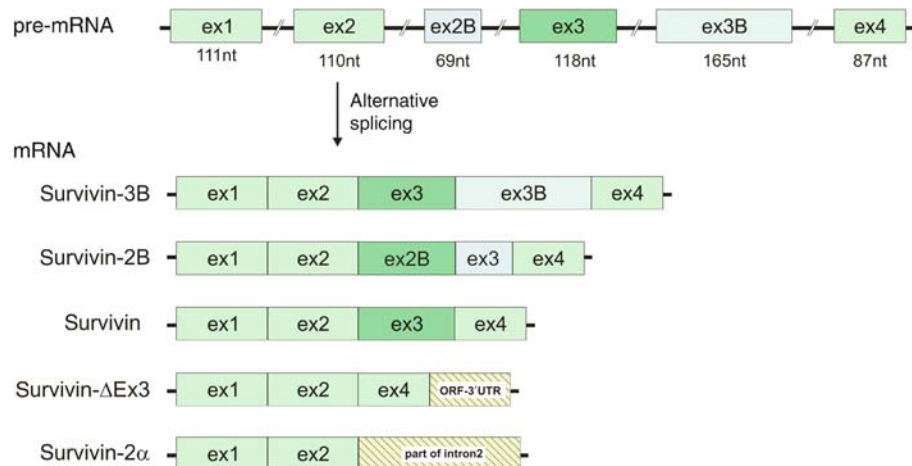 pre-mRNA ex1 ex2 ex2B ex3 ex3B ex4
111nt 110nt 69nt 118nt 165nt 87nt
Alternative
splicing
mRNA
Survivin-3B ex1 ex2 ex3 ex3B ex4
Survivin-2B ex1 ex2 ex2B ex3 ex4
Survivin ex1 ex2 ex3 ex4
Survivin-ΔEx3 ex1 ex2 ex4 ORF-3'UTR
Survivin-2α ex1 ex2 part of intron2